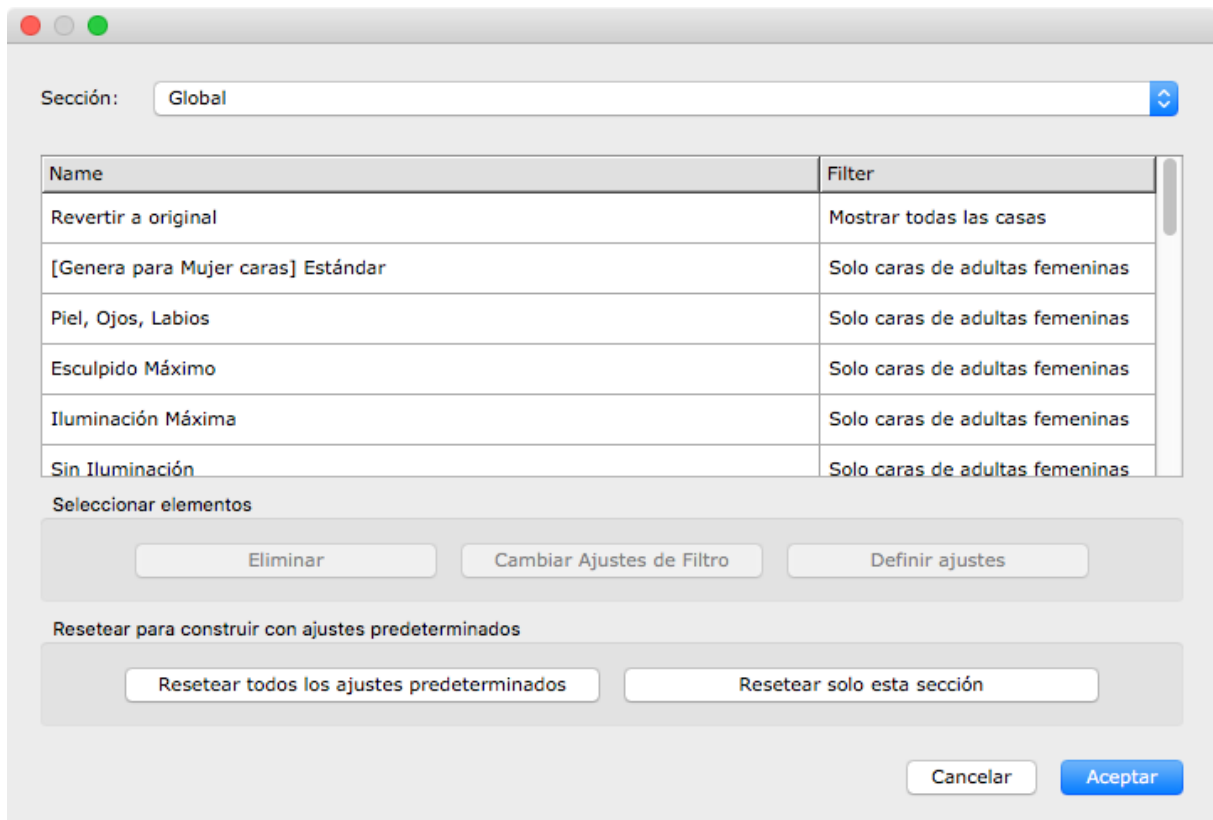 Sección: Global
Name Filter
Revertir a original Mostrar todas las casas
[Genera para Mujer caras] Estándar Solo caras de adultas femeninas
Piel, Ojos, Labios Solo caras de adultas femeninas
Esculpido Máximo Solo caras de adultas femeninas
Iluminación Máxima Solo caras de adultas femeninas
Sin Iluminación Solo caras de adultas femeninas
Seleccionar elementos
Eliminar Cambiar Ajustes de Filtro Definir ajustes
Resetear para construir con ajustes predeterminados
Resetear todos los ajustes predeterminados Resetear solo esta sección
Cancelar Aceptar